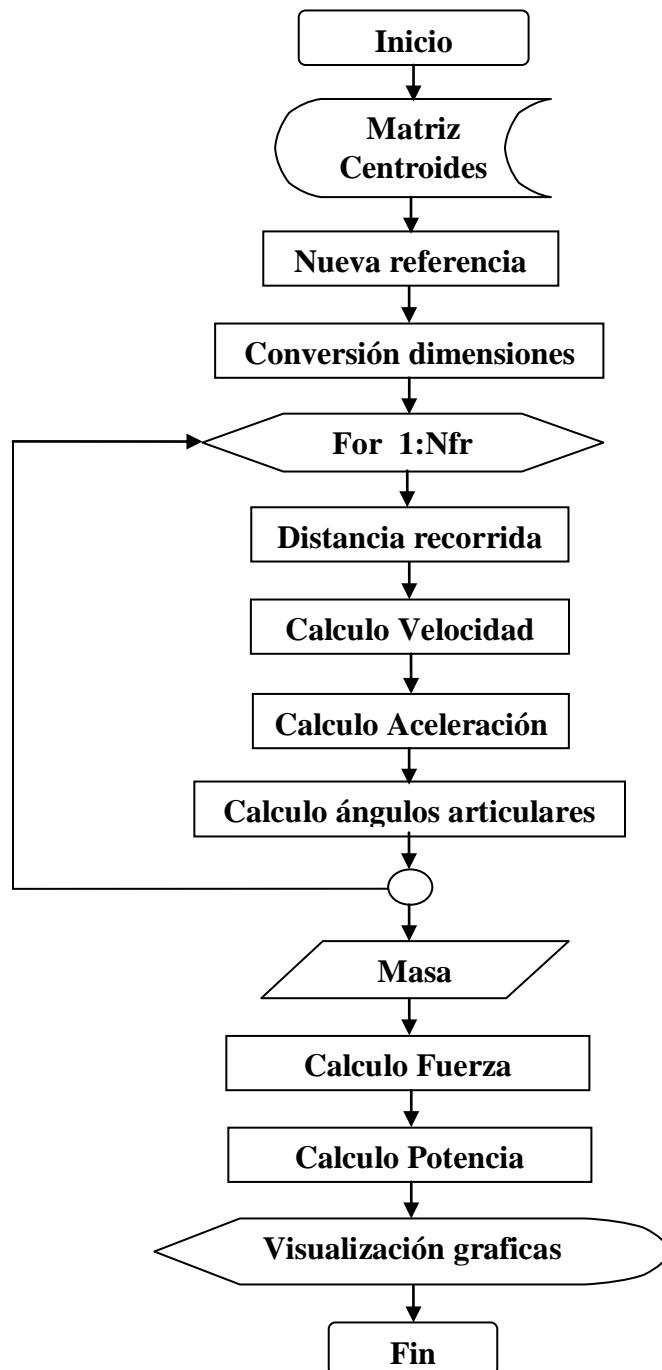 Inicio
Matriz
Centroides
Nueva referencia
Conversión dimensiones
For 1:Nfr
Distancia recorrida
Calculo Velocidad
Calculo Aceleración
Calculo ángulos articulares
Masa
Calculo Fuerza
Calculo Potencia
Visualización graficas
Fin